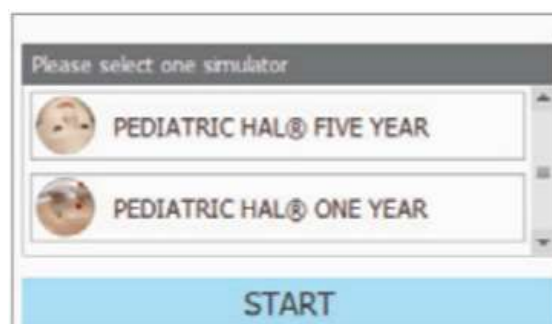 Please select one simulator
PEDIATRIC HAL® FIVE YEAR
PEDIATRIC HAL® ONE YEAR
START